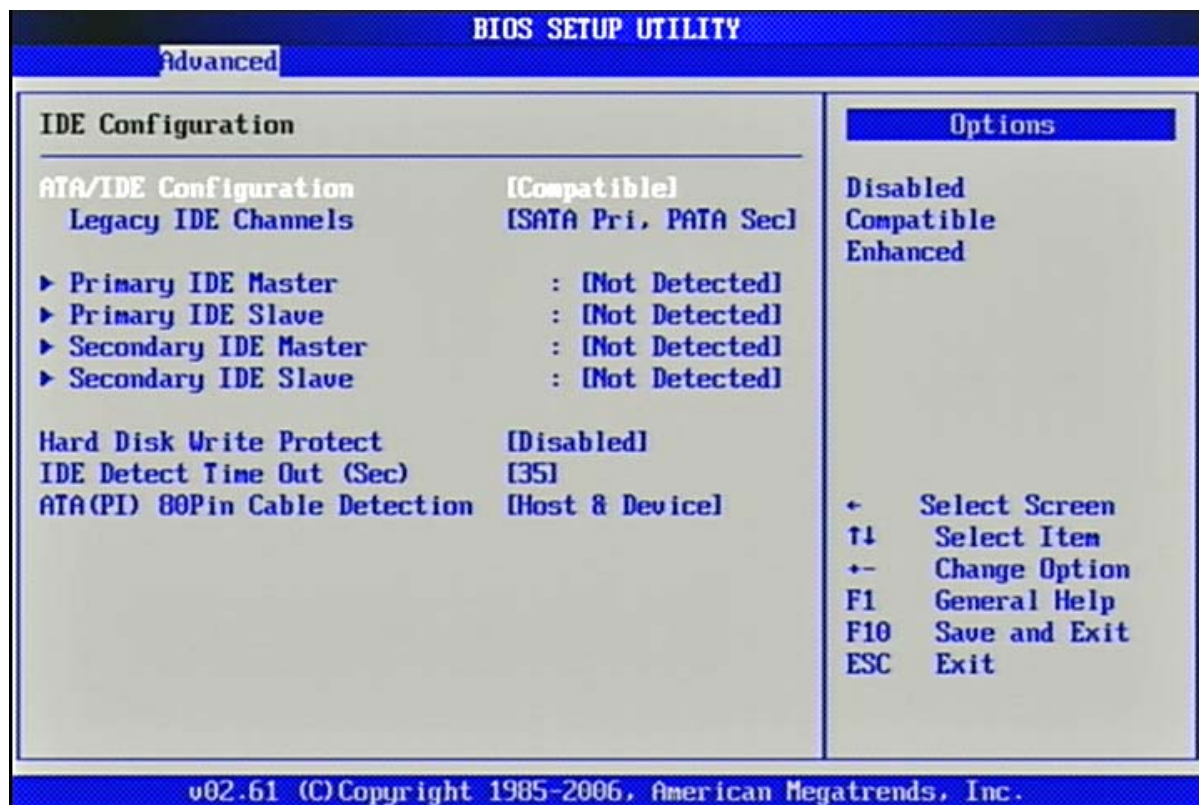 BIOS SETUP UTILITY
Advanced
IDE Configuration
ATA/IDE Configuration [Compatible]
Legacy IDE Channels [SATA Pri, PATA Sec]
▶ Primary IDE Master : [Not Detected]
▶ Primary IDE Slave : [Not Detected]
▶ Secondary IDE Master : [Not Detected]
▶ Secondary IDE Slave : [Not Detected]
Hard Disk Write Protect [Disabled]
IDE Detect Time Out (Sec) [35]
ATA(PI) 80Pin Cable Detection [Host & Device]
Options
Disabled
Compatible
Enhanced
← Select Screen
↑↓ Select Item
+- Change Option
F1 General Help
F10 Save and Exit
ESC Exit
v02.61 (C)Copyright 1985-2006, American Megatrends, Inc.